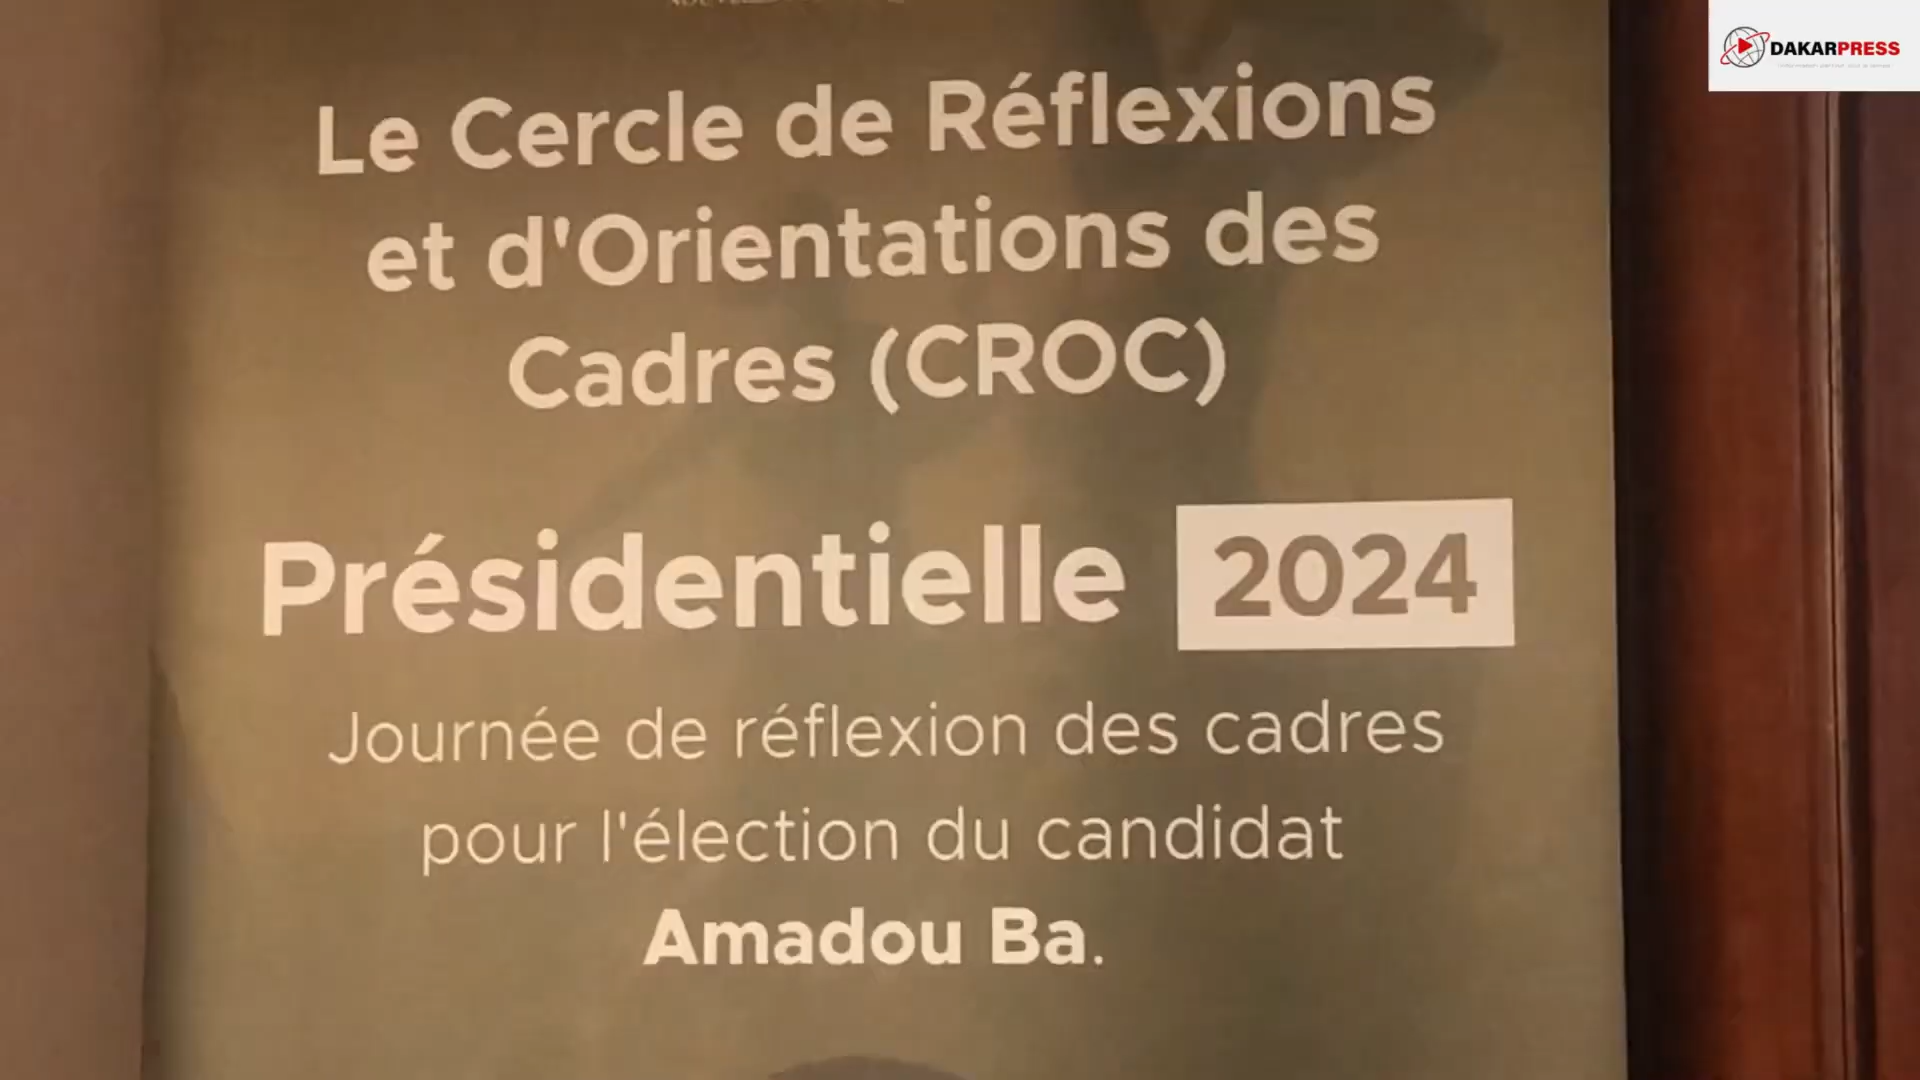 DAKARPRESS
Le Cercle de Réflexions
et d'Orientations des
Cadres (CROC)
Présidentielle 2024
Journée de réflexion des cadres
pour l'élection du candidat
Amadou Ba.